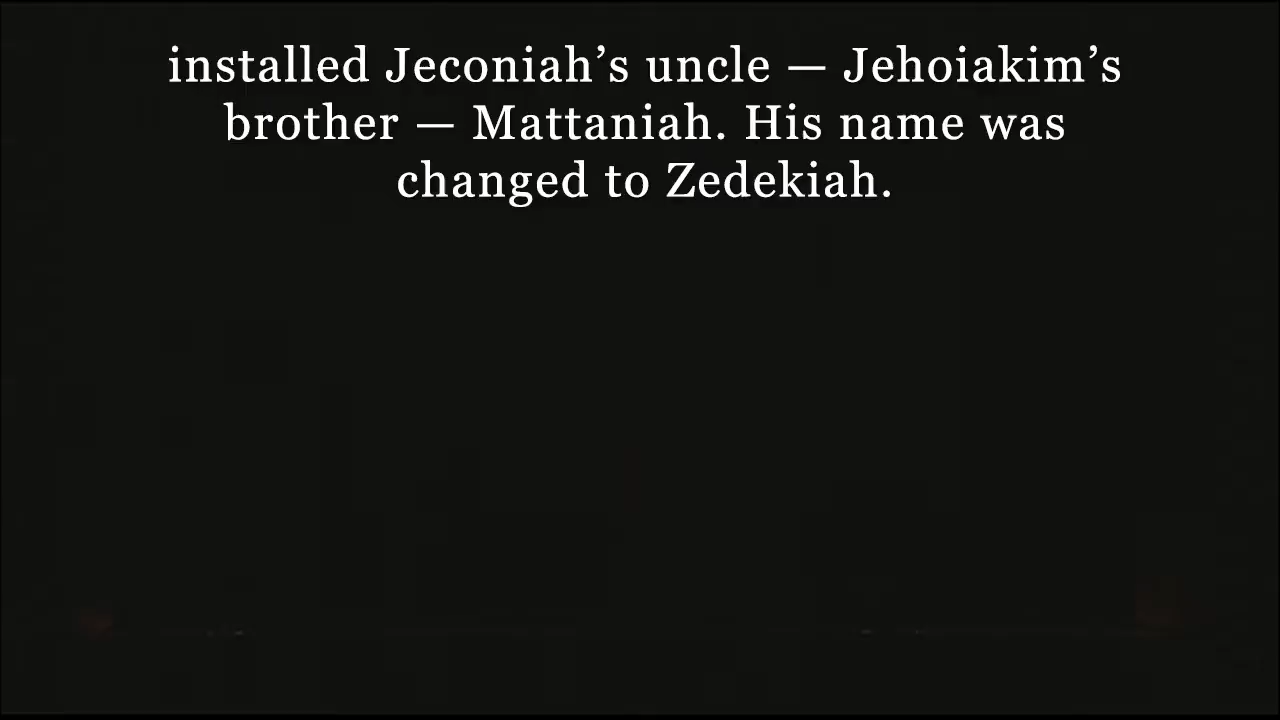 installed Jeconiah’s uncle — Jehoiakim’s
brother — Mattaniah. His name was
changed to Zedekiah.